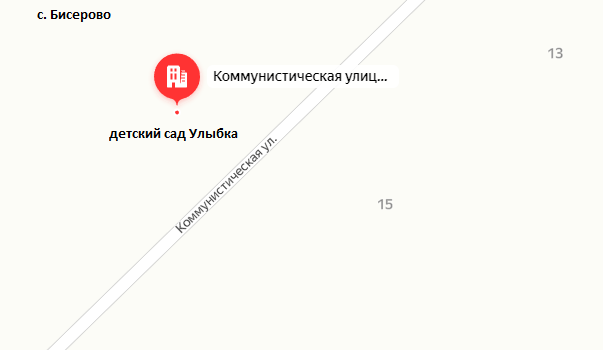 с. Бисерово
13
Коммунистическая улиц...
детский сад Улыбка
Коммунистическая ул.
15